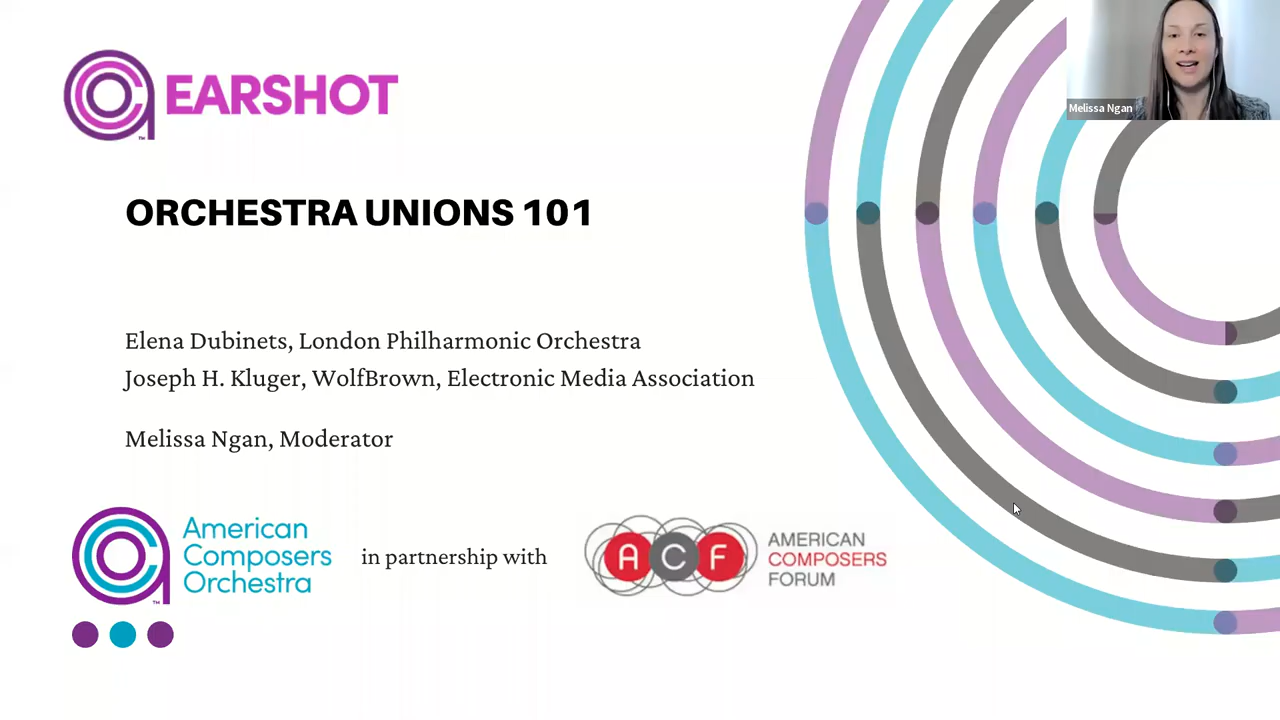 EARSHOT
Melissa Ngan
ORCHESTRA UNIONS 101
Elena Dubinets, London Philharmonic Orchestra
Joseph H. Kluger, WolfBrown, Electronic Media Association
Melissa Ngan, Moderator
American
Composers
Orchestra
TM
in partnership with
A C F
AMERICAN
COMPOSERS
FORUM